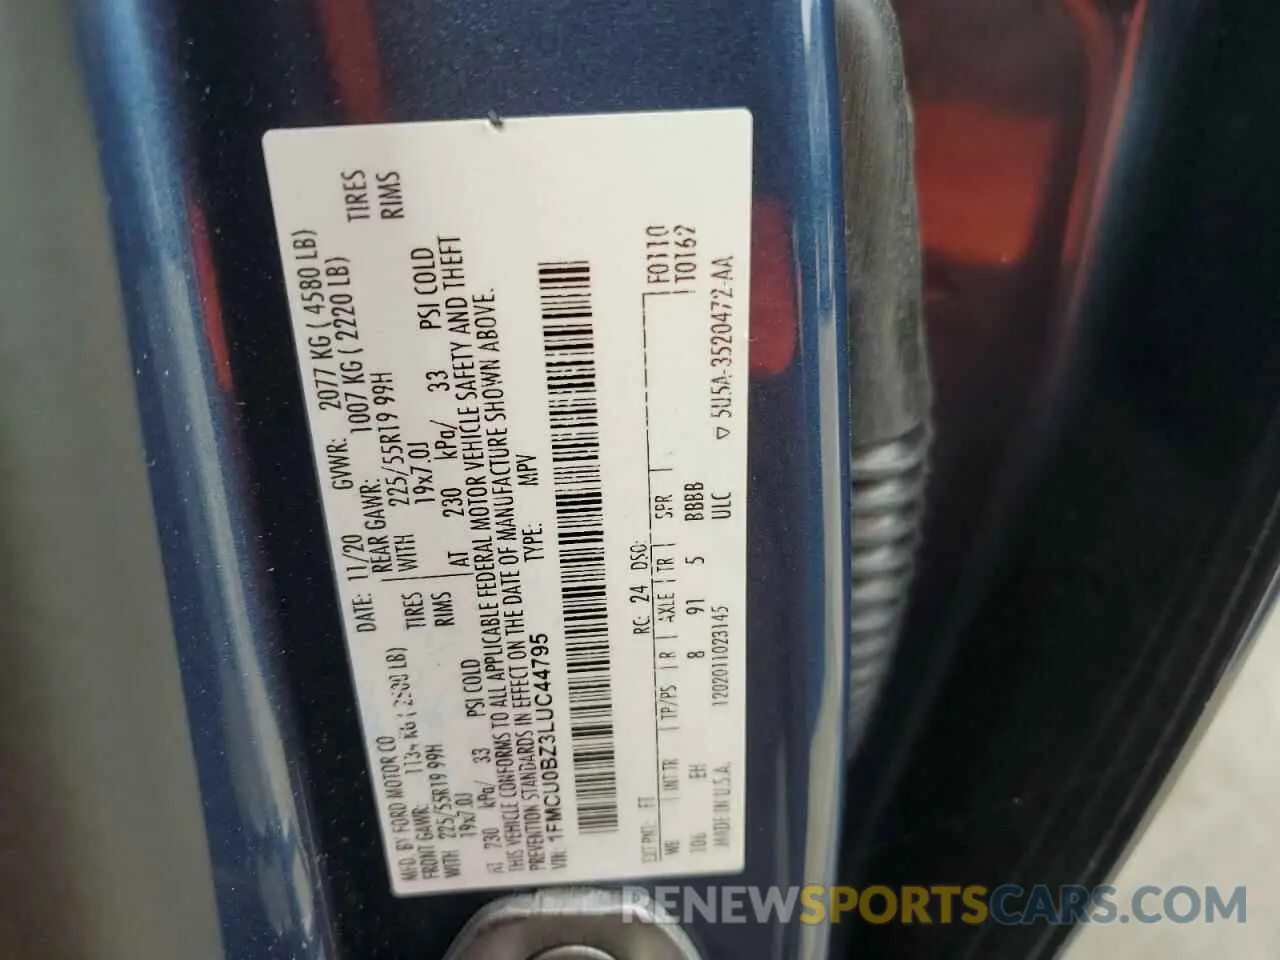 MFD. BY FORD MOTOR CO
DATE: 11/20 GVWR: 2077 KG ( 4580 LB)
FRONT GAWR: KG ( LB) REAR GAWR: 1007 KG ( 2220 LB)
WITH 225/55R19 99H TIRES WITH 225/55R19 99H TIRES
19x7.0J RIMS 19x7.0J RIMS
AT 230 kPa/ 33 PSI COLD AT 230 kPa/ 33 PSI COLD
THIS VEHICLE CONFORMS TO ALL APPLICABLE FEDERAL MOTOR VEHICLE SAFETY AND THEFT
PREVENTION STANDARDS IN EFFECT ON THE DATE OF MANUFACTURE SHOWN ABOVE.
VIN: 1FMCU0BZ3LUC44795 TYPE: MPV
EXT PNT: FT RC: 24 DSO: F0110
WB INT TR TP/PS R AXLE TR SPR T0162
106 EH 8 91 5 BBBB
MADE IN U.S.A. 1202011023145 ULC ▽ 5U5A-3520472-AA
RENEWSPORTSCARS.COM